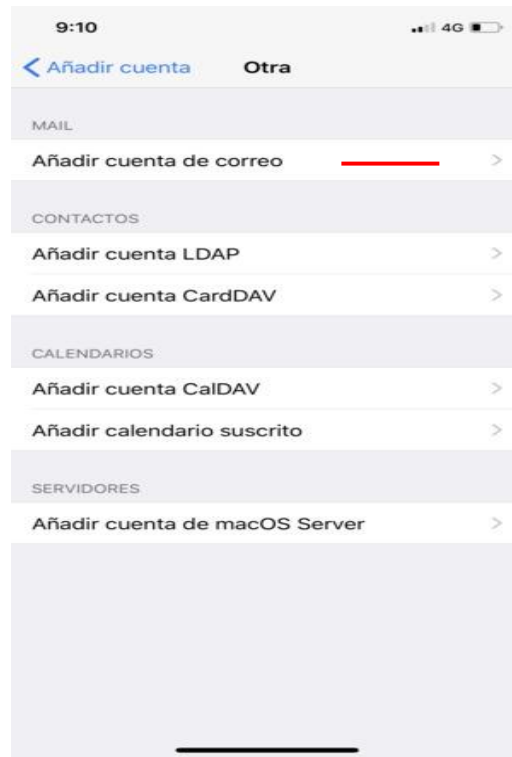 9:10
4G
Añadir cuenta
Otra
MAIL
Añadir cuenta de correo
CONTACTOS
Añadir cuenta LDAP
Añadir cuenta CardDAV
CALENDARIOS
Añadir cuenta CalDAV
Añadir calendario suscrito
SERVIDORES
Añadir cuenta de macOS Server